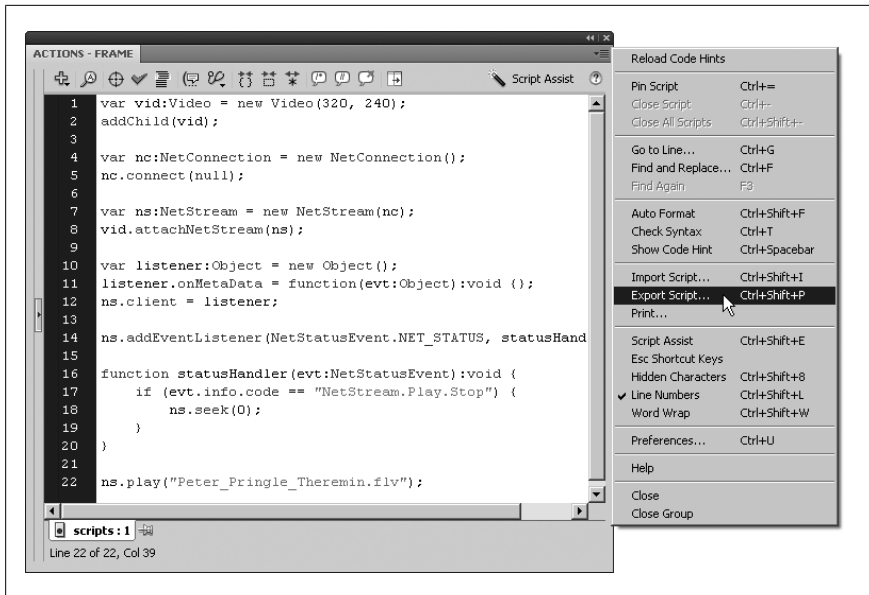 ACTIONS - FRAME
Script Assist
1 var vid:Video = new Video(320, 240);
2 addChild(vid);
3
4 var nc:NetConnection = new NetConnection();
5 nc.connect(null);
6
7 var ns:NetStream = new NetStream(nc);
8 vid.attachNetStream(ns);
9
10 var listener:Object = new Object();
11 listener.onMetaData = function(evt:Object):void {};
12 ns.client = listener;
13
14 ns.addEventListener(NetStatusEvent.NET_STATUS, statusHand
15
16 function statusHandler(evt:NetStatusEvent):void {
17 if (evt.info.code == "NetStream.Play.Stop") {
18 ns.seek(0);
19 }
20 }
21
22 ns.play("Peter_Pringle_Theremin.flv");
scripts : 1
Line 22 of 22, Col 39
Reload Code Hints
Pin Script Ctrl+=
Close Script Ctrl+-
Close All Scripts Ctrl+Shift+-
Go to Line... Ctrl+G
Find and Replace... Ctrl+F
Find Again F3
Auto Format Ctrl+Shift+F
Check Syntax Ctrl+T
Show Code Hint Ctrl+Spacebar
Import Script... Ctrl+Shift+I
Export Script... Ctrl+Shift+P
Print...
Script Assist Ctrl+Shift+E
Esc Shortcut Keys
Hidden Characters Ctrl+Shift+8
Line Numbers Ctrl+Shift+L
Word Wrap Ctrl+Shift+W
Preferences... Ctrl+U
Help
Close
Close Group